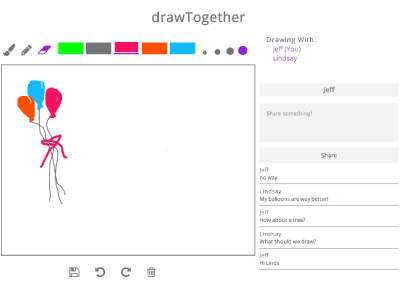 drawTogether
Drawing With:
Jeff (You)
Lindsay
Jeff
Share something!
Share
Jeff
no way
Lindsay
My balloons are way better!
Jeff
How about a tree?
Lindsay
What should we draw?
Jeff
Hi Linds